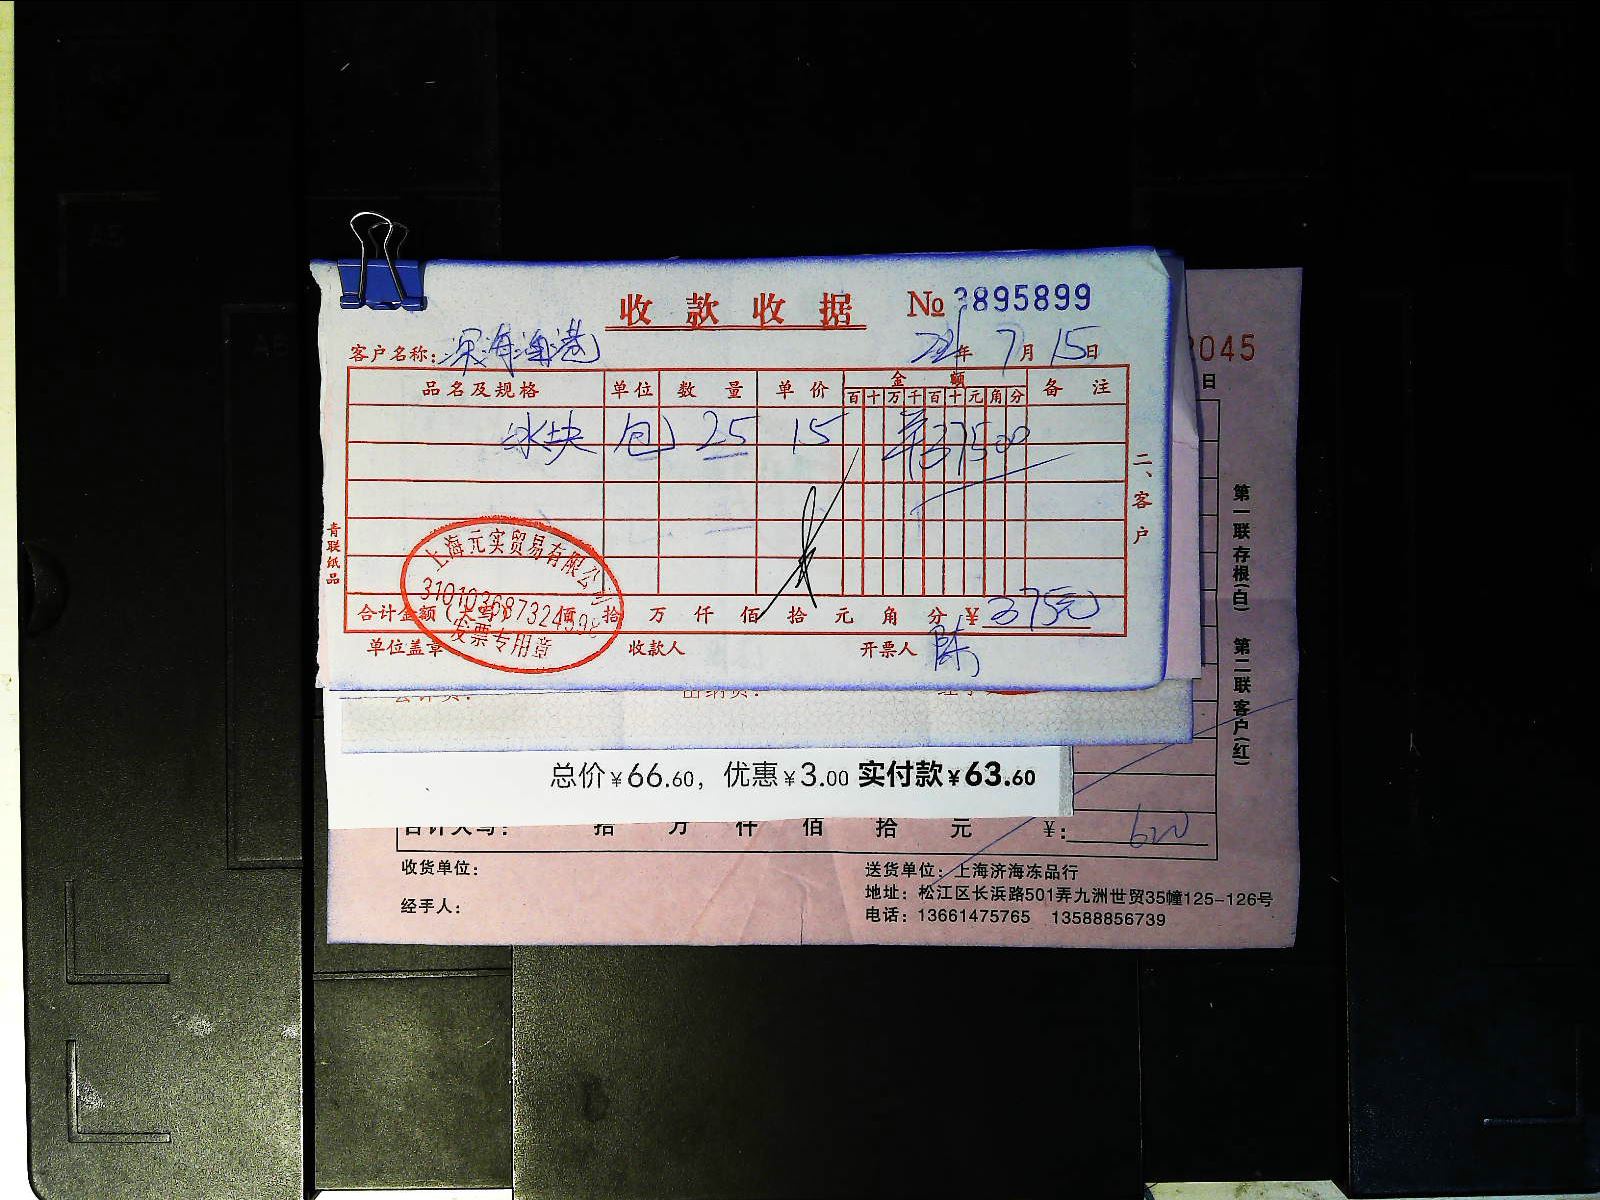 收款收据 No 3895899
客户名称：深海渔港 年 7月 15日
品名及规格 单位 数量 单价 金额 备注
百 十 万 千 百 十 元 角 分
冰块 包 25 15 ¥37500
二、客户
青联纸品
上海元实贸易有限公司
发票专用章
合计金额（大写） 佰 拾 万 仟 佰 拾 元 角 分 ¥ 375元
单位盖章 收款人 开票人 陈
045
日
第一联存根(白) 第二联客户(红)
总价¥66.60，优惠¥3.00 实付款¥63.60
合计大写： 拾 万 仟 佰 拾 元 ¥：600
收货单位： 送货单位：上海济海冻品行
地址：松江区长浜路501弄九洲世贸35幢125-126号
经手人： 电话：13661475765 13588856739